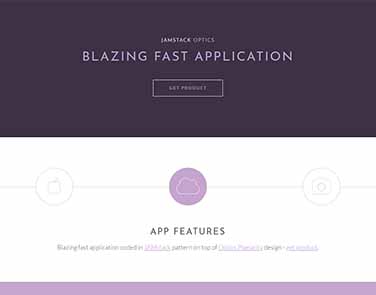 JAMSTACK OPTICS
BLAZING FAST APPLICATION
GET PRODUCT
APP FEATURES
Blazing fast application coded in JAMstack pattern on top of Optics Pixelarity design - get product.